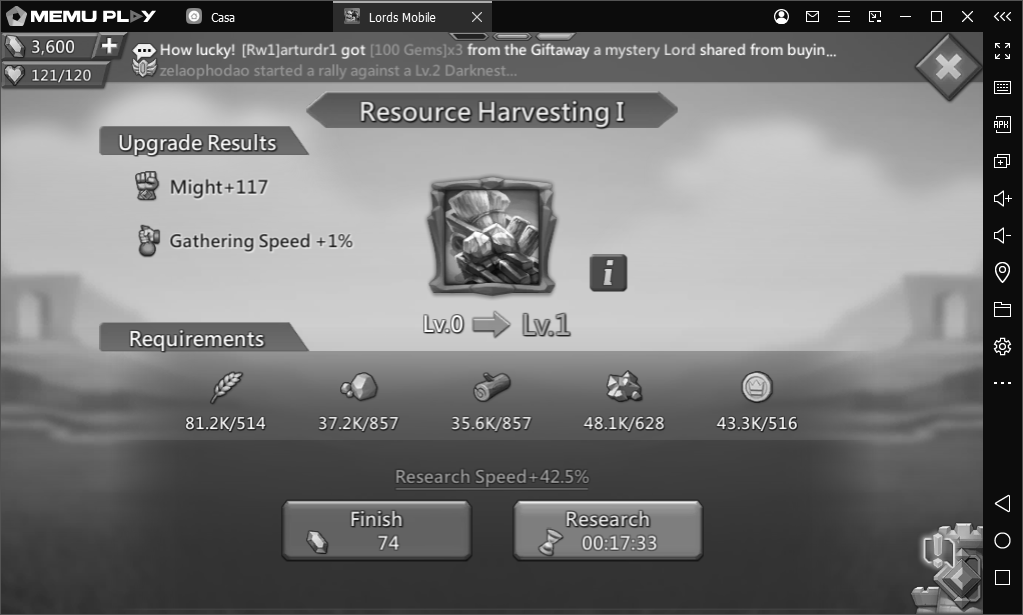 MEMU PLAY
Casa
Lords Mobile
3,600
121/120
How lucky! [Rw1]arturdr1 got [100 Gems]x3 from the Giftaway a mystery Lord shared from buyin...
zelaophodao started a rally against a Lv.2 Darknest...
Resource Harvesting I
Upgrade Results
Might+117
Gathering Speed +1%
i
Lv.0
Lv.1
Requirements
81.2K/514
37.2K/857
35.6K/857
48.1K/628
43.3K/516
Research Speed+42.5%
Finish
74
Research
00:17:33
APK